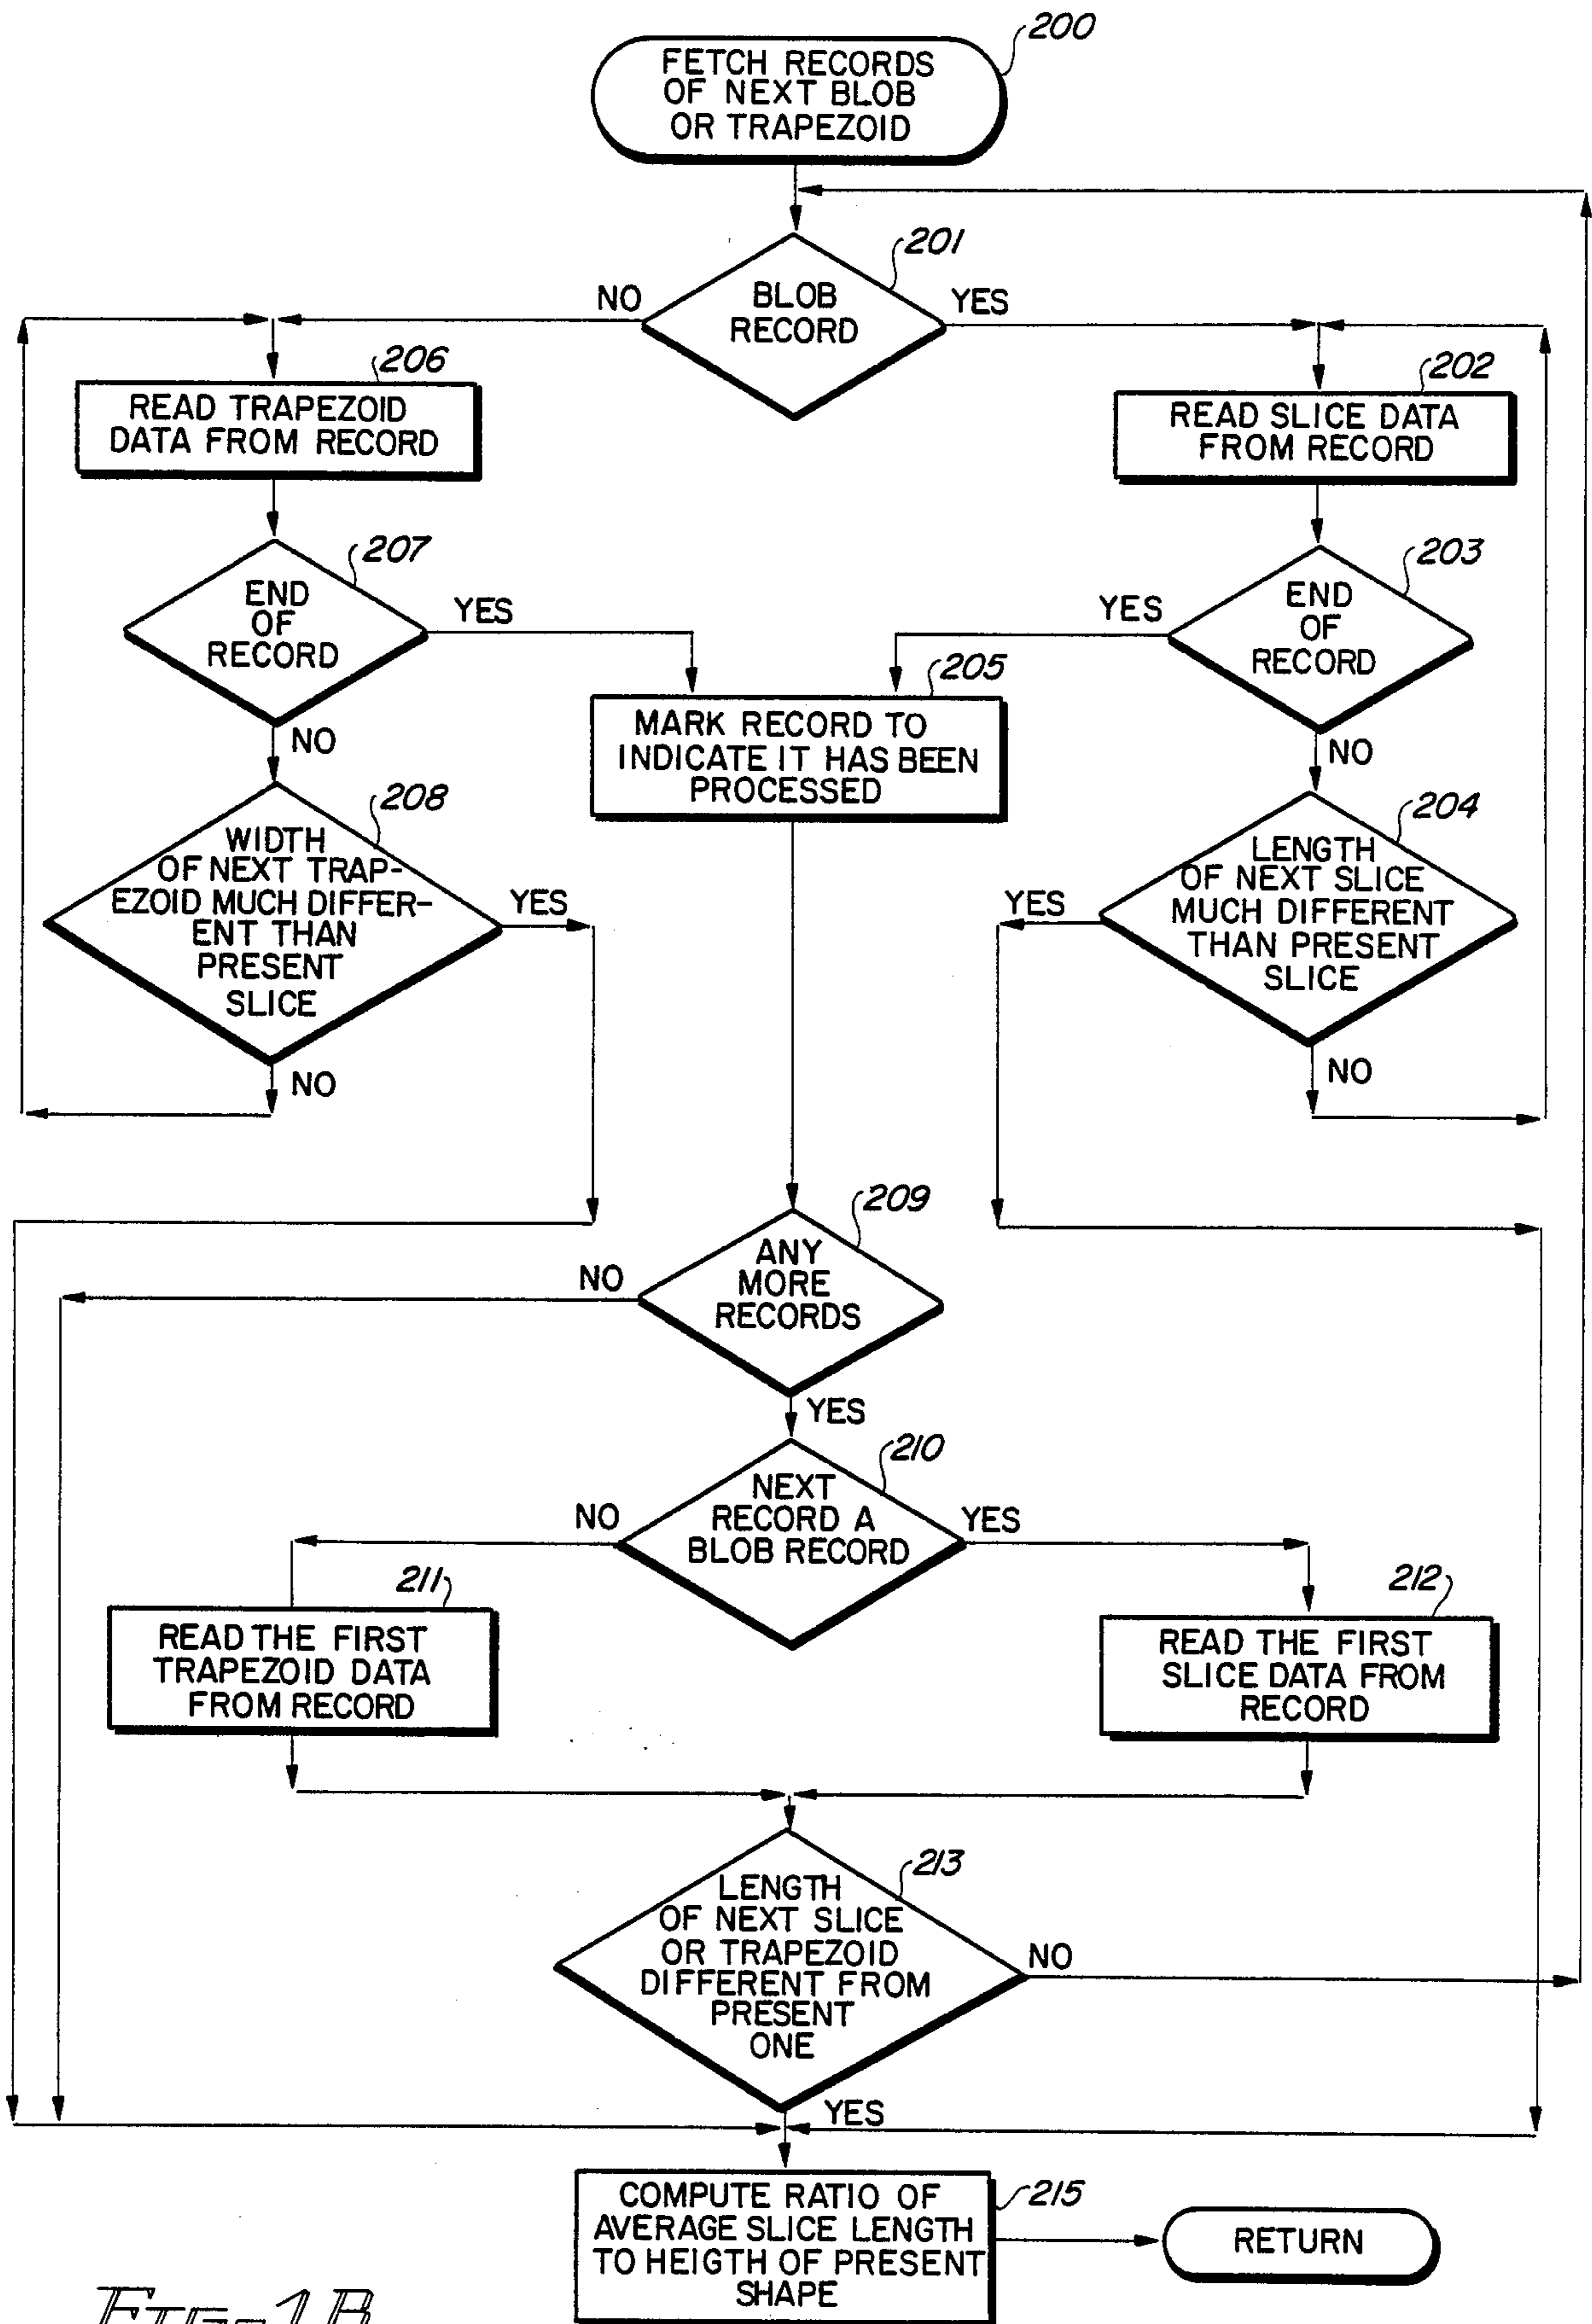 200
FETCH RECORDS
OF NEXT BLOB
OR TRAPEZOID
201
NO
BLOB
RECORD
YES
206
READ TRAPEZOID
DATA FROM RECORD
202
READ SLICE DATA
FROM RECORD
207
END
OF
RECORD
YES
NO
203
END
OF
RECORD
YES
NO
205
MARK RECORD TO
INDICATE IT HAS BEEN
PROCESSED
208
WIDTH
OF NEXT TRAP-
EZOID MUCH DIFFER-
ENT THAN
PRESENT
SLICE
YES
NO
204
LENGTH
OF NEXT SLICE
MUCH DIFFERENT
THAN PRESENT
SLICE
YES
NO
209
ANY
MORE
RECORDS
NO
YES
210
NEXT
RECORD A
BLOB RECORD
NO
YES
211
READ THE FIRST
TRAPEZOID DATA
FROM RECORD
212
READ THE FIRST
SLICE DATA FROM
RECORD
213
LENGTH
OF NEXT SLICE
OR TRAPEZOID
DIFFERENT FROM
PRESENT
ONE
NO
YES
215
COMPUTE RATIO OF
AVERAGE SLICE LENGTH
TO HEIGTH OF PRESENT
SHAPE
RETURN
FIG. 1B